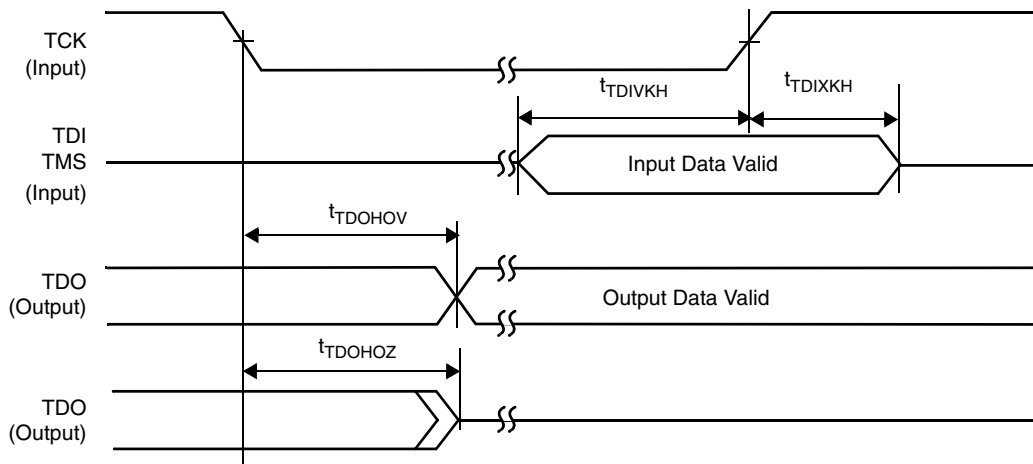 TCK
(Input)
tTDIVKH
tTDIXKH
TDI
TMS
(Input)
Input Data Valid
tTDOHOV
TDO
(Output)
Output Data Valid
tTDOHOZ
TDO
(Output)